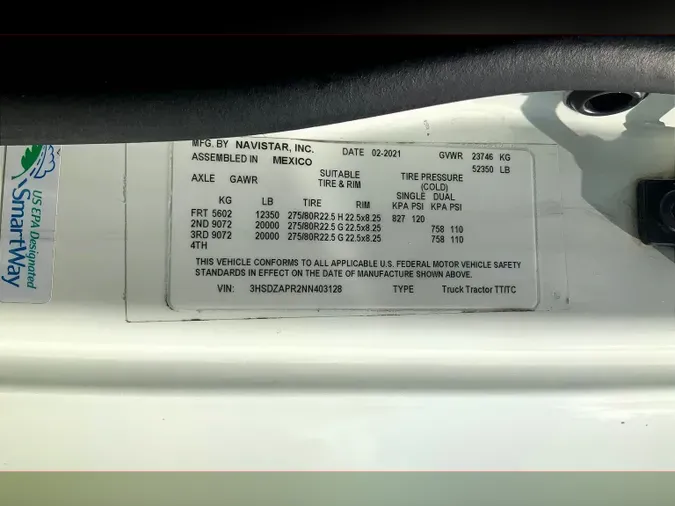 MFG. BY NAVISTAR, INC. DATE 02-2021 GVWR 23746 KG
ASSEMBLED IN MEXICO 52350 LB
AXLE GAWR SUITABLE TIRE PRESSURE
TIRE & RIM (COLD)
SINGLE DUAL
KG LB TIRE RIM KPA PSI KPA PSI
FRT 5602 12350 275/80R22.5 H 22.5x8.25 827 120
2ND 9072 20000 275/80R22.5 G 22.5x8.25 758 110
3RD 9072 20000 275/80R22.5 G 22.5x8.25 758 110
4TH
THIS VEHICLE CONFORMS TO ALL APPLICABLE U.S. FEDERAL MOTOR VEHICLE SAFETY
STANDARDS IN EFFECT ON THE DATE OF MANUFACTURE SHOWN ABOVE.
VIN: 3HSDZAPR2NN403128 TYPE Truck Tractor TTITC
US EPA Designated
SmartWay